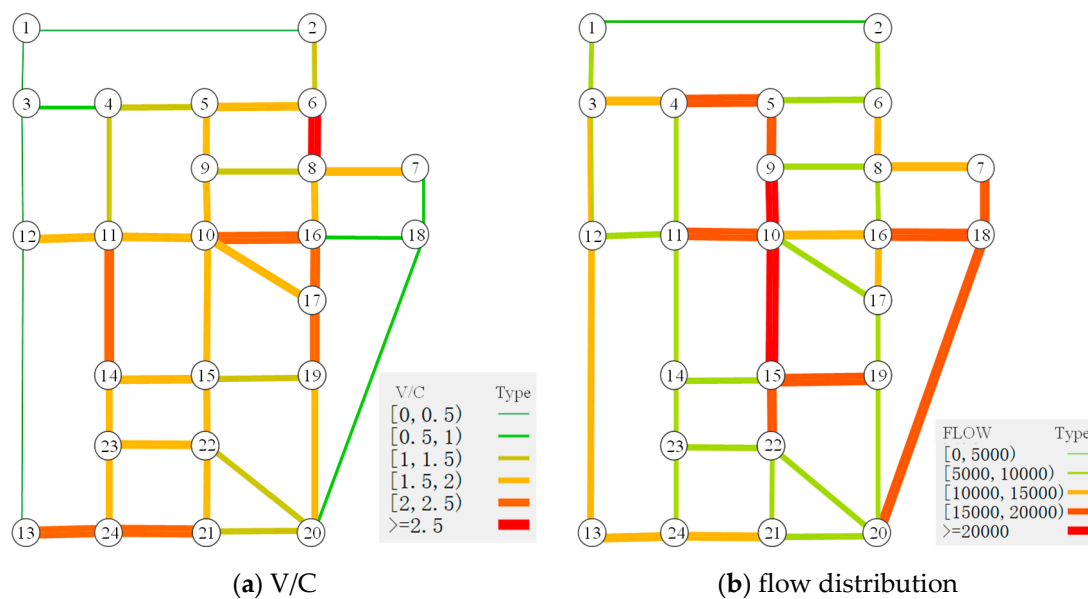 1 2
3 4 5 6
9 8 7
12 11 10 16 18
17
14 15 19
23 22
13 24 21 20
V/C Type
[0, 0.5)
[0.5, 1)
[1, 1.5)
[1.5, 2)
[2, 2.5)
>=2.5
(a) V/C
1 2
3 4 5 6
9 8 7
12 11 10 16 18
17
14 15 19
23 22
13 24 21 20
FLOW Type
[0, 5000)
[5000, 10000)
[10000, 15000)
[15000, 20000)
>=20000
(b) flow distribution